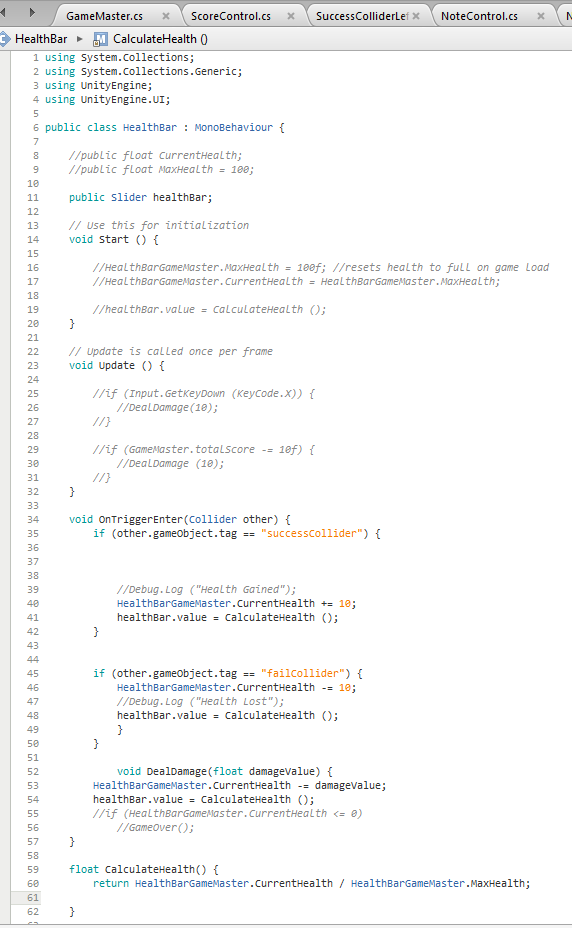 GameMaster.cs × ScoreControl.cs × SuccessColliderLef × NoteControl.cs × N
HealthBar ▶ CalculateHealth ()
1 using System.Collections;
2 using System.Collections.Generic;
3 using UnityEngine;
4 using UnityEngine.UI;
5
6 public class HealthBar : MonoBehaviour {
7
8 //public float CurrentHealth;
9 //public float MaxHealth = 100;
10
11 public Slider healthBar;
12
13 // Use this for initialization
14 void Start () {
15
16 //HealthBarGameMaster.MaxHealth = 100f; //resets health to full on game load
17 //HealthBarGameMaster.CurrentHealth = HealthBarGameMaster.MaxHealth;
18
19 //healthBar.value = CalculateHealth ();
20 }
21
22 // Update is called once per frame
23 void Update () {
24
25 //if (Input.GetKeyDown (KeyCode.X)) {
26 //DealDamage(10);
27 //}
28
29 //if (GameMaster.totalScore -= 10f) {
30 //DealDamage (10);
31 //}
32 }
33
34 void OnTriggerEnter(Collider other) {
35 if (other.gameObject.tag == "successCollider") {
36
37
38
39 //Debug.Log ("Health Gained");
40 HealthBarGameMaster.CurrentHealth += 10;
41 healthBar.value = CalculateHealth ();
42 }
43
44
45 if (other.gameObject.tag == "failCollider") {
46 HealthBarGameMaster.CurrentHealth -= 10;
47 //Debug.Log ("Health Lost");
48 healthBar.value = CalculateHealth ();
49 }
50 }
51
52 void DealDamage(float damageValue) {
53 HealthBarGameMaster.CurrentHealth -= damageValue;
54 healthBar.value = CalculateHealth ();
55 //if (HealthBarGameMaster.CurrentHealth <= 0)
56 //GameOver();
57 }
58
59 float CalculateHealth() {
60 return HealthBarGameMaster.CurrentHealth / HealthBarGameMaster.MaxHealth;
61
62 }